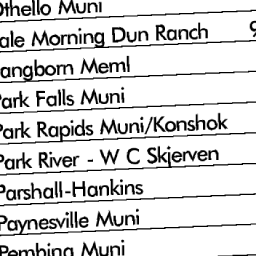 Othello Muni
ale Morning Dun Ranch
angborn Meml
Park Falls Muni
Park Rapids Muni/Konshok
Park River - W C Skjerven
Parshall-Hankins
Paynesville Muni
Pembina Muni